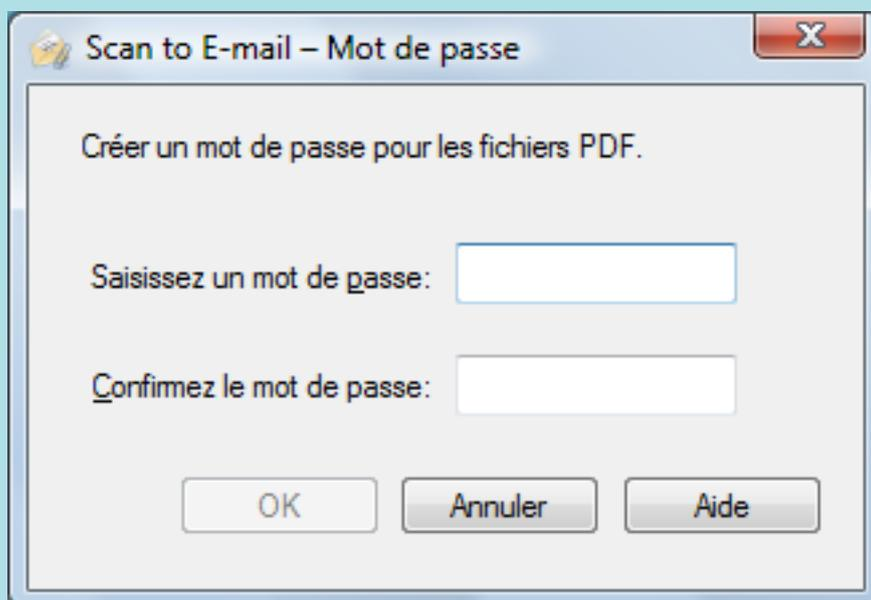 Scan to E-mail – Mot de passe
Créer un mot de passe pour les fichiers PDF.
Saisissez un mot de passe:
Confirmez le mot de passe:
OK Annuler Aide